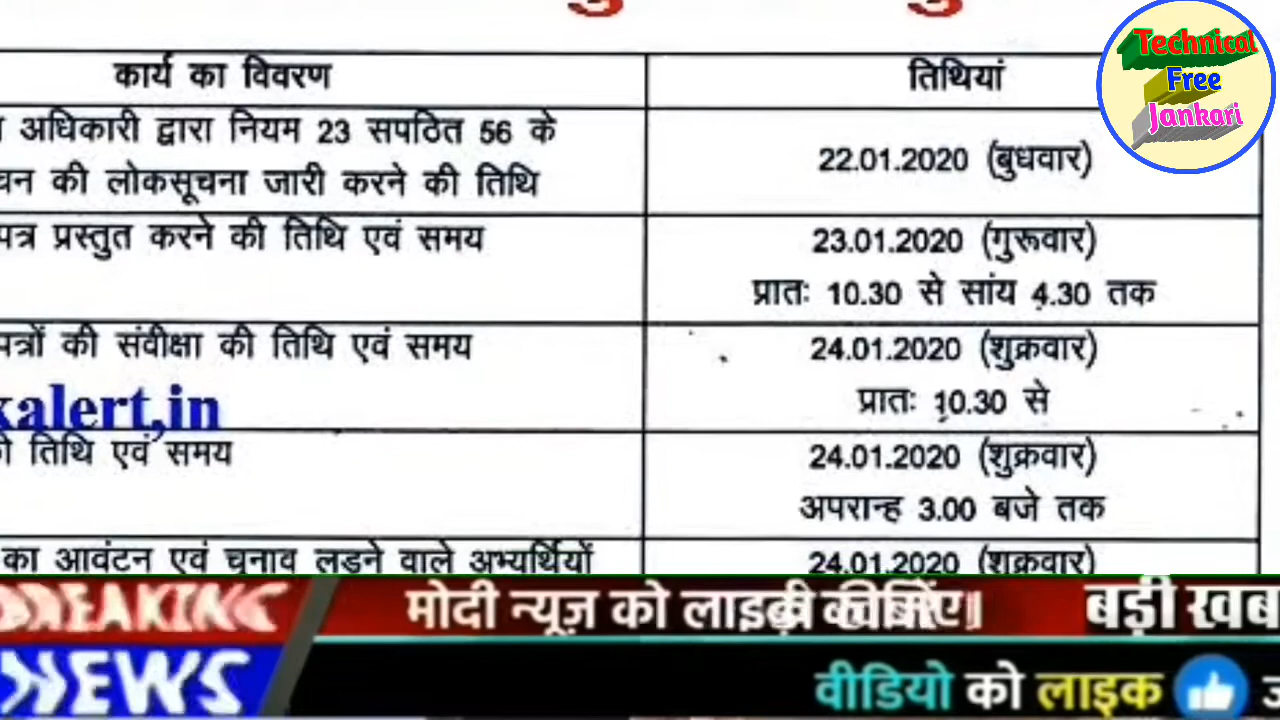 कार्य का विवरण
तिथियां
Technical
Free
Jankari
अधिकारी द्वारा नियम 23 सपठित 56 के
की लोकसूचना जारी करने की तिथि
22.01.2020 (बुधवार)
पत्र प्रस्तुत करने की तिथि एवं समय
23.01.2020 (गुरूवार)
प्रातः 10.30 से सांय 4.30 तक
पत्रों की संवीक्षा की तिथि एवं समय
24.01.2020 (शुक्रवार)
प्रातः 10.30 से
kalert,in
तिथि एवं समय
24.01.2020 (शुक्रवार)
अपरान्ह 3.00 बजे तक
का आवंटन एवं चुनाव लड़ने वाले अभ्यर्थियों
24.01.2020 (शुक्रवार)
BREAKING
NEWS
मोदी न्यूज़ को
बड़ी खब
वीडियो को लाइक